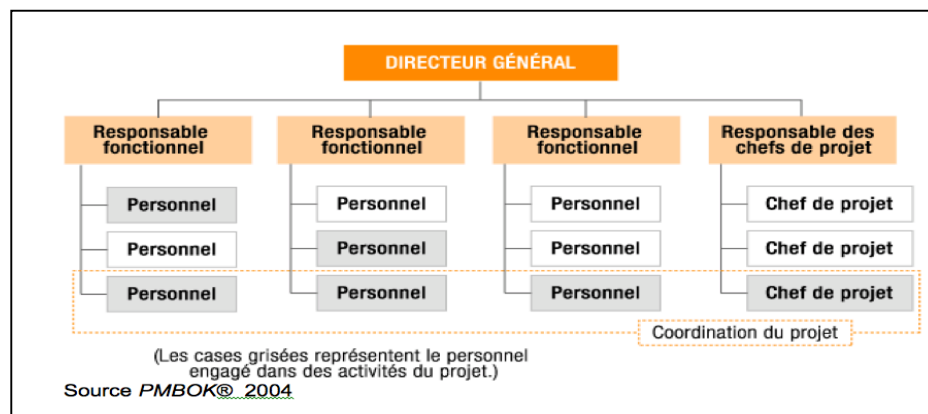 DIRECTEUR GÉNÉRAL
Responsable fonctionnel
Responsable fonctionnel
Responsable fonctionnel
Responsable des chefs de projet
Personnel
Personnel
Personnel
Chef de projet
Personnel
Personnel
Personnel
Chef de projet
Personnel
Personnel
Personnel
Chef de projet
Coordination du projet
(Les cases grisées représentent le personnel
engagé dans des activités du projet.)
Source PMBOK® 2004